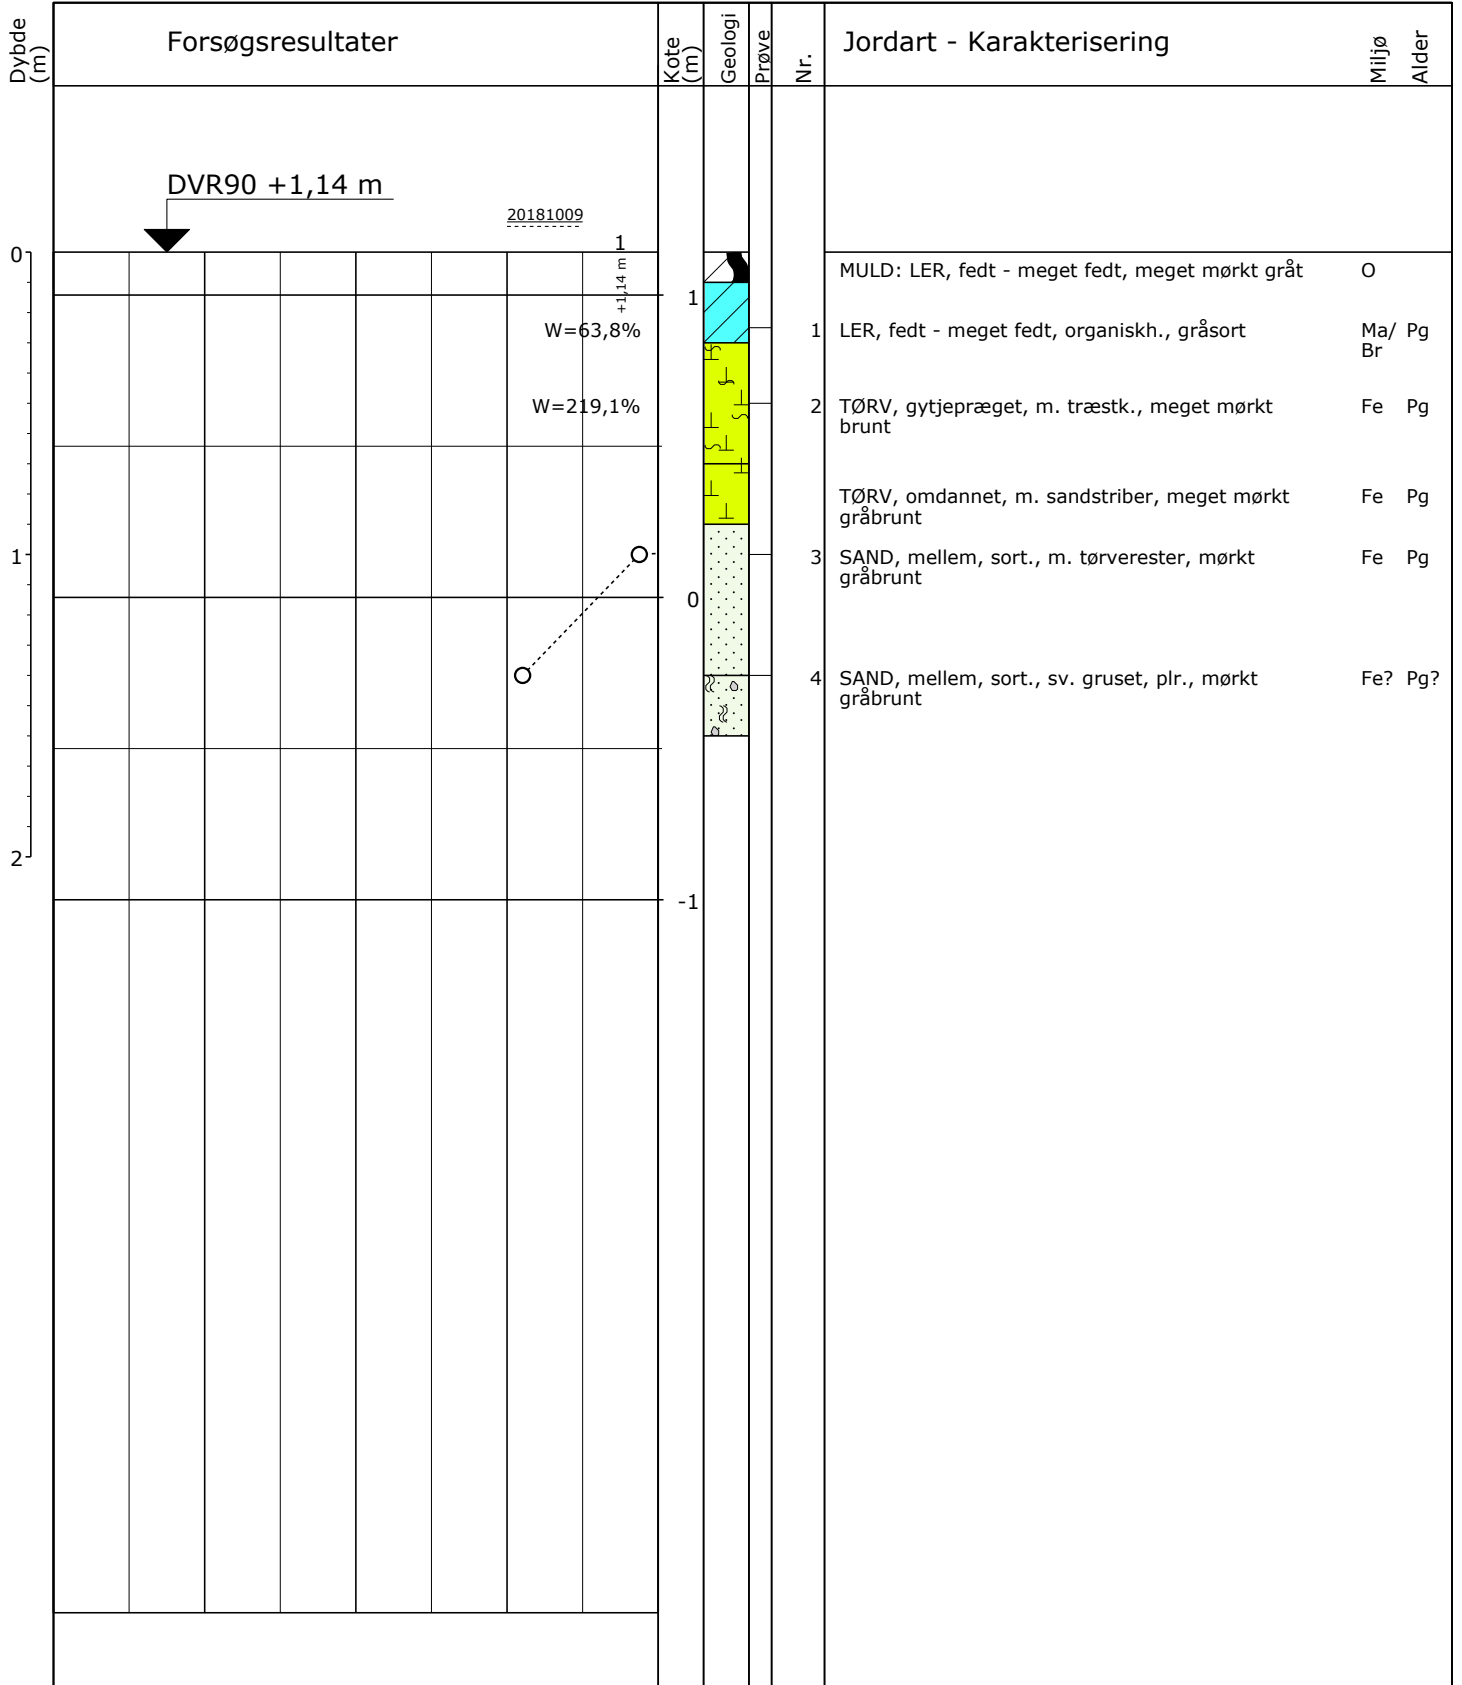 Dybde
(m)
Forsøgsresultater
Kote
(m)
Geologi
Prøve
Nr.
Jordart - Karakterisering
Miljø
Alder
DVR90 +1,14 m
20181009
1
+1,14 m
0
MULD: LER, fedt - meget fedt, meget mørkt gråt O
1
W=63,8% 1 LER, fedt - meget fedt, organiskh., gråsort Ma/ Pg
Br
W=219,1% 2 TØRV, gytjepræget, m. træstk., meget mørkt Fe Pg
brunt
TØRV, omdannet, m. sandstriber, meget mørkt Fe Pg
gråbrunt
1 3 SAND, mellem, sort., m. tørverester, mørkt Fe Pg
gråbrunt
0
4 SAND, mellem, sort., sv. gruset, plr., mørkt Fe? Pg?
gråbrunt
2
-1